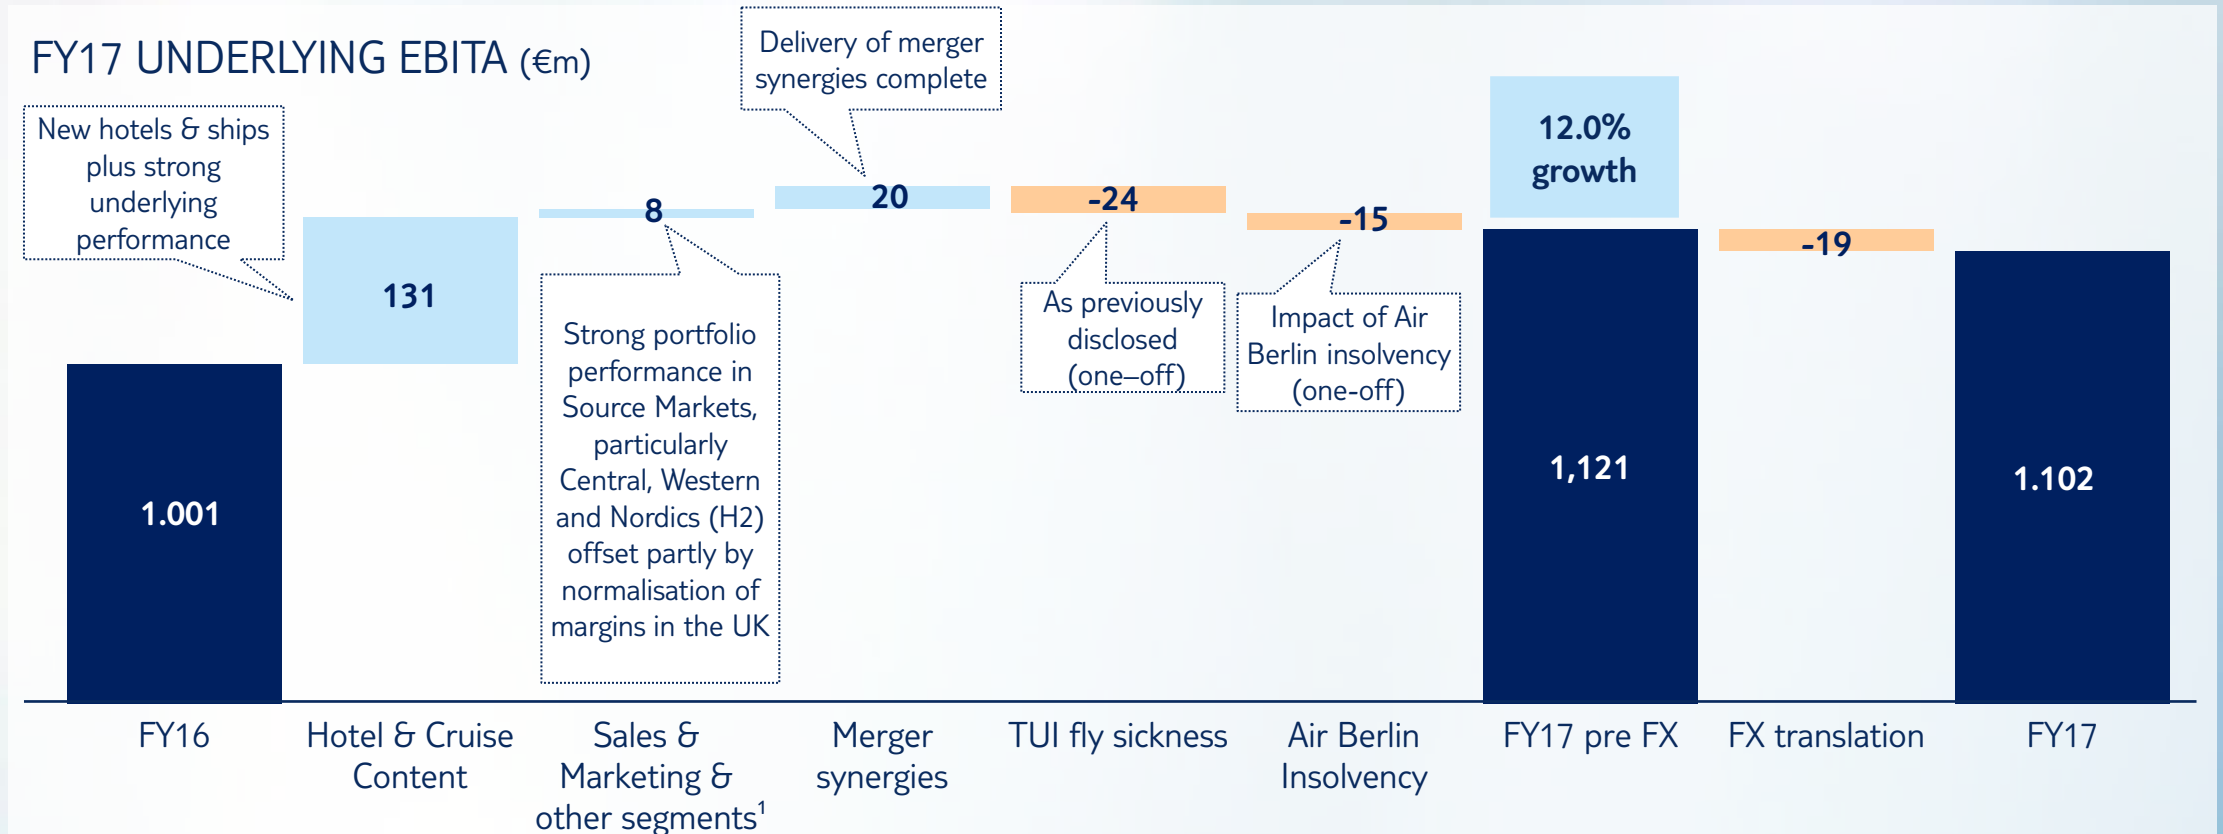 FY17 UNDERLYING EBITA (€m)
Delivery of merger
synergies complete
New hotels & ships
plus strong
underlying
performance
12.0%
growth
131
8
20
-24
-15
-19
Strong portfolio
performance in
Source Markets,
particularly
Central, Western
and Nordics (H2)
offset partly by
normalisation of
margins in the UK
As previously
disclosed
(one–off)
Impact of Air
Berlin insolvency
(one-off)
1.001
1,121
1.102
FY16
Hotel & Cruise
Content
Sales &
Marketing &
other segments¹
Merger
synergies
TUI fly sickness
Air Berlin
Insolvency
FY17 pre FX
FX translation
FY17